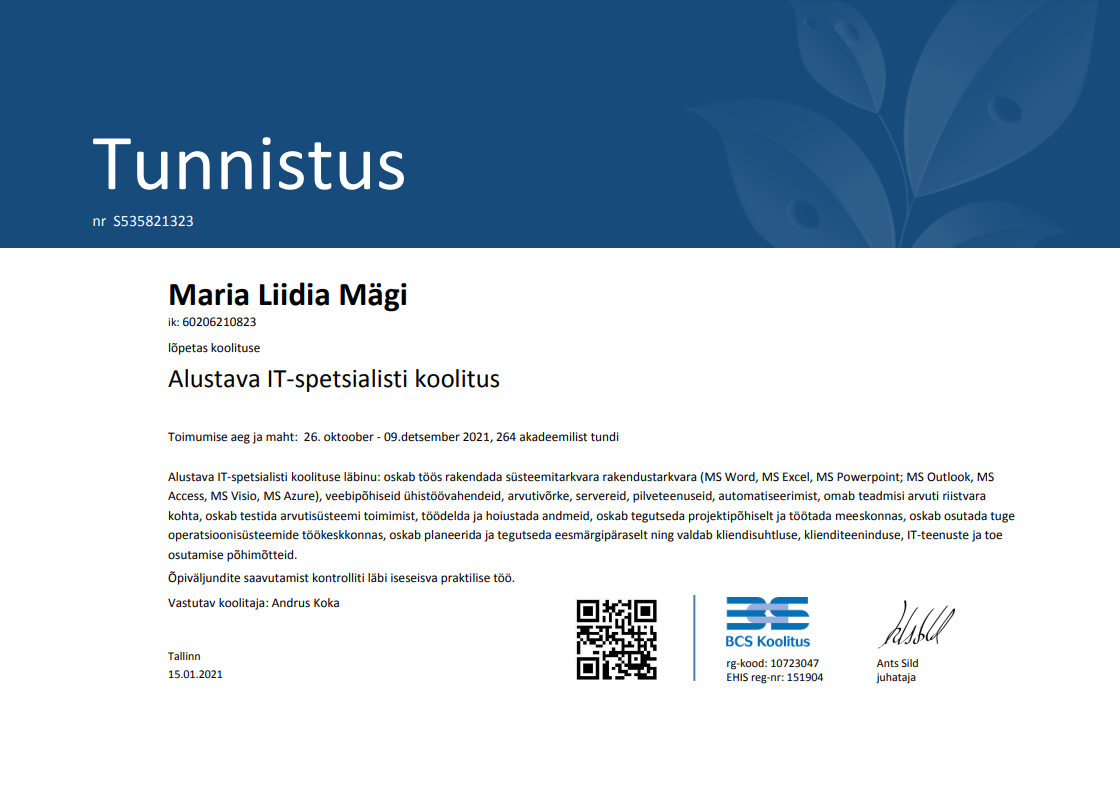 Tunnistus
nr S535821323
Maria Liidia Mägi
ik: 60206210823
lõpetas koolituse
Alustava IT-spetsialisti koolitus
Toimumise aeg ja maht: 26. oktoober - 09.detsember 2021, 264 akadeemilist tundi
Alustava IT-spetsialisti koolituse läbinu: oskab töös rakendada süsteemitarkvara rakendustarkvara (MS Word, MS Excel, MS Powerpoint; MS Outlook, MS
Access, MS Visio, MS Azure), veebipõhiseid ühistöövahendeid, arvutivõrke, servereid, pilveteenuseid, automatiseerimist, omab teadmisi arvuti riistvara
kohta, oskab testida arvutisüsteemi toimimist, töödelda ja hoiustada andmeid, oskab tegutseda projektipõhiselt ja töötada meeskonnas, oskab osutada tuge
operatsioonisüsteemide töökeskkonnas, oskab planeerida ja tegutseda eesmärgipäraselt ning valdab kliendisuhtluse, klienditeeninduse, IT-teenuste ja toe
osutamise põhimõtteid.
Õpiväljundite saavutamist kontrolliti läbi iseseisva praktilise töö.
Vastutav koolitaja: Andrus Koka
Tallinn
15.01.2021
BCS Koolitus
rg-kood: 10723047
EHIS reg-nr: 151904
Ants Sild
juhataja